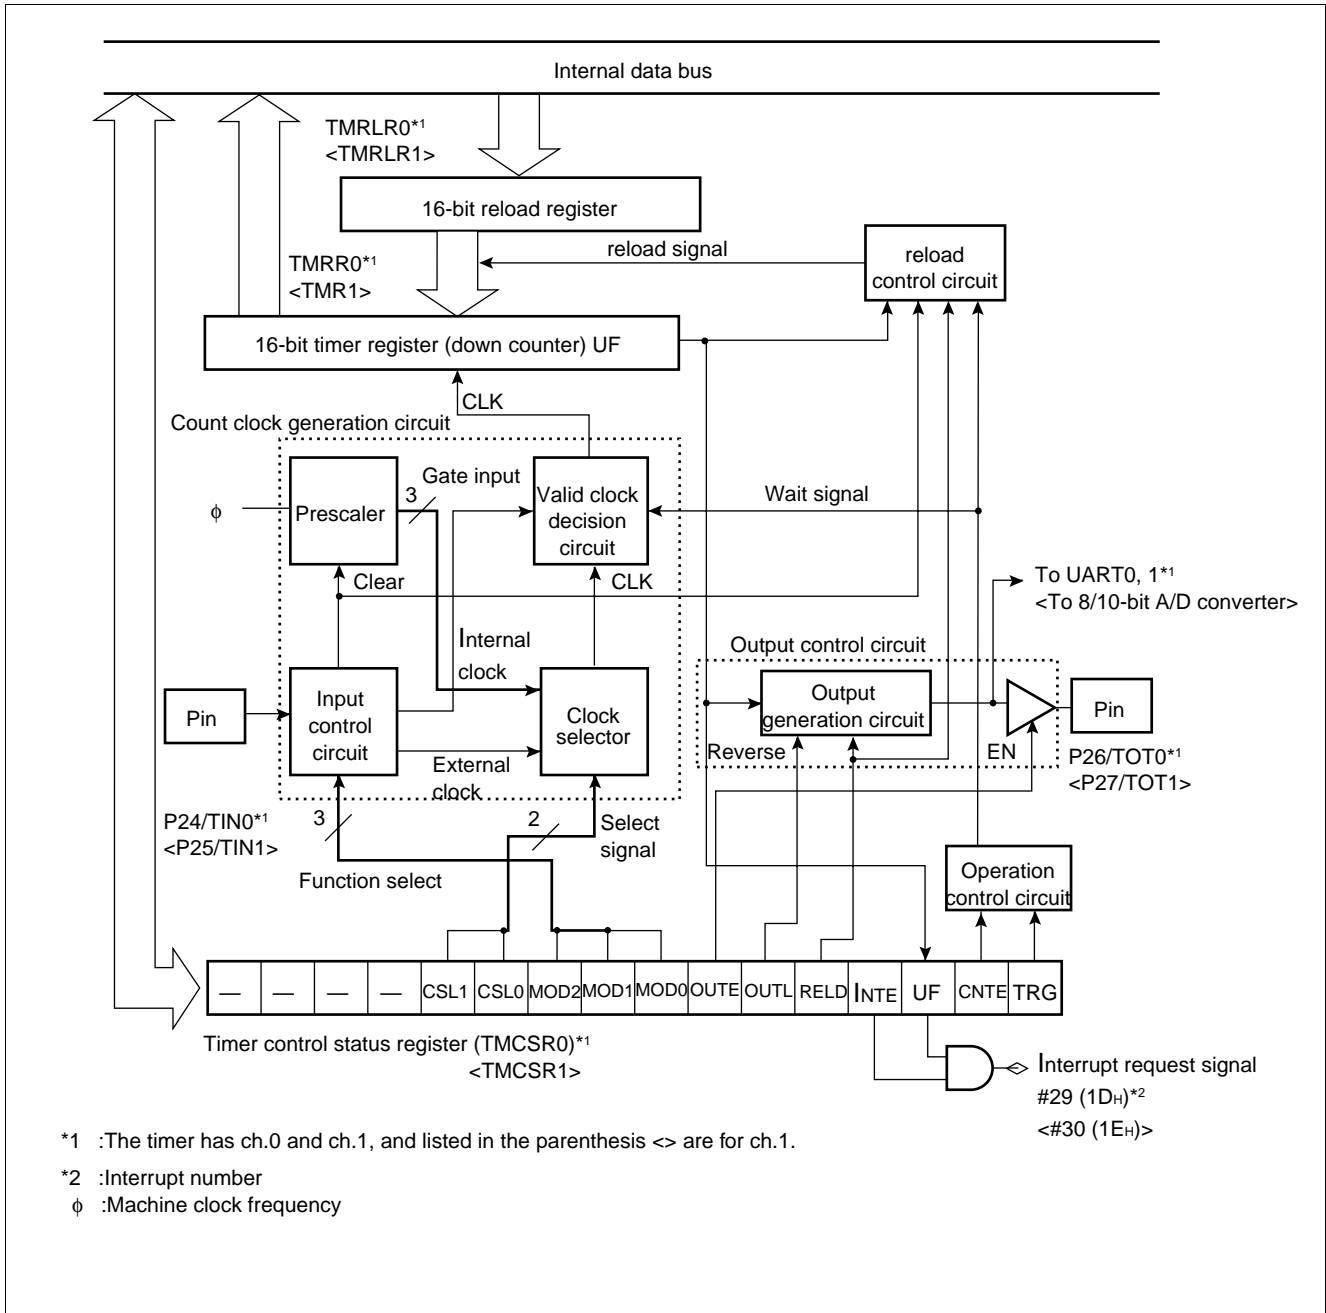 Internal data bus
TMRLR0*1
<TMRLR1>
16-bit reload register
reload signal
reload
control circuit
TMRR0*1
<TMR1>
16-bit timer register (down counter) UF
CLK
Count clock generation circuit
3
Gate input
Valid clock
decision
circuit
Wait signal
ϕ
Prescaler
Clear
CLK
To UART0, 1*1
<To 8/10-bit A/D converter>
Internal
clock
Output control circuit
Pin
Input
control
circuit
Clock
selector
Output
generation circuit
Pin
External
clock
Reverse
EN
P26/TOT0*1
<P27/TOT1>
P24/TIN0*1
<P25/TIN1>
3
2
Select
signal
Function select
Operation
control circuit
— — — — CSL1 CSL0 MOD2 MOD1 MOD0 OUTE OUTL RELD INTE UF CNTE TRG
Timer control status register (TMCSR0)*1
<TMCSR1>
Interrupt request signal
#29 (1DH)*2
<#30 (1EH)>
*1 :The timer has ch.0 and ch.1, and listed in the parenthesis <> are for ch.1.
*2 :Interrupt number
ϕ :Machine clock frequency